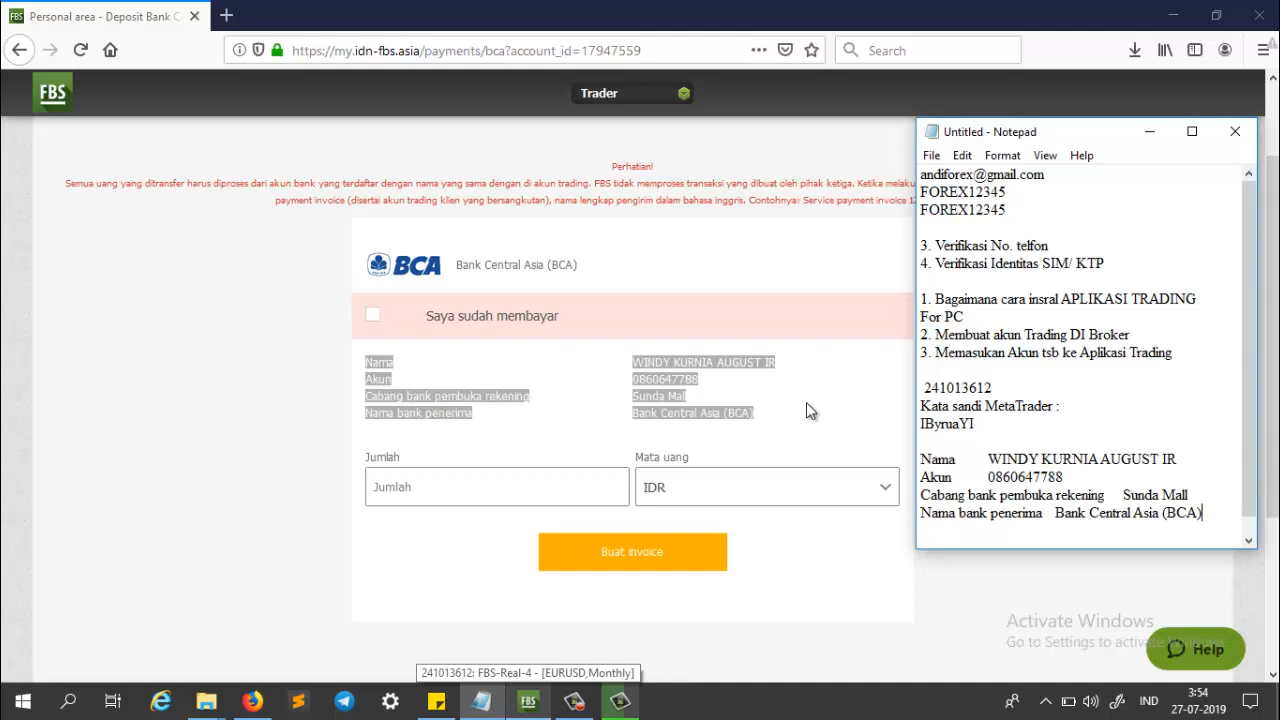 Personal area - Deposit Bank C
https://my.idn-fbs.asia/payments/bca?account_id=17947559
Search
FBS
Trader
Perhatian!
Semua uang yang ditransfer harus diproses dari akun bank yang terdaftar dengan nama yang sama dengan di akun trading. FBS tidak memproses transaksi yang dibuat oleh pihak ketiga. Ketika melaku
payment invoice (disertai akun trading klien yang bersangkutan), nama lengkap pengirim dalam bahasa inggris. Contohnya: Service payment invoice 1
BCA Bank Central Asia (BCA)
Saya sudah membayar
Nama WINDY KURNIA AUGUST IR
Akun 0860647788
Cabang bank pembuka rekening Sunda Mall
Nama bank penerima Bank Central Asia (BCA)
Jumlah Mata uang
Jumlah IDR
Buat invoice
Untitled - Notepad
File Edit Format View Help
andiforex@gmail.com
FOREX12345
FOREX12345
3. Verifikasi No. telfon
4. Verifikasi Identitas SIM/ KTP
1. Bagaimana cara insral APLIKASI TRADING
For PC
2. Membuat akun Trading DI Broker
3. Memasukan Akun tsb ke Aplikasi Trading
241013612
Kata sandi MetaTrader :
IByruaYI
Nama WINDY KURNIA AUGUST IR
Akun 0860647788
Cabang bank pembuka rekening Sunda Mall
Nama bank penerima Bank Central Asia (BCA)
Activate Windows
Go to Settings to activate Windows.
Help
241013612: FBS-Real-4 - [EURUSD,Monthly]
FBS
IND
3:54
27-07-2019